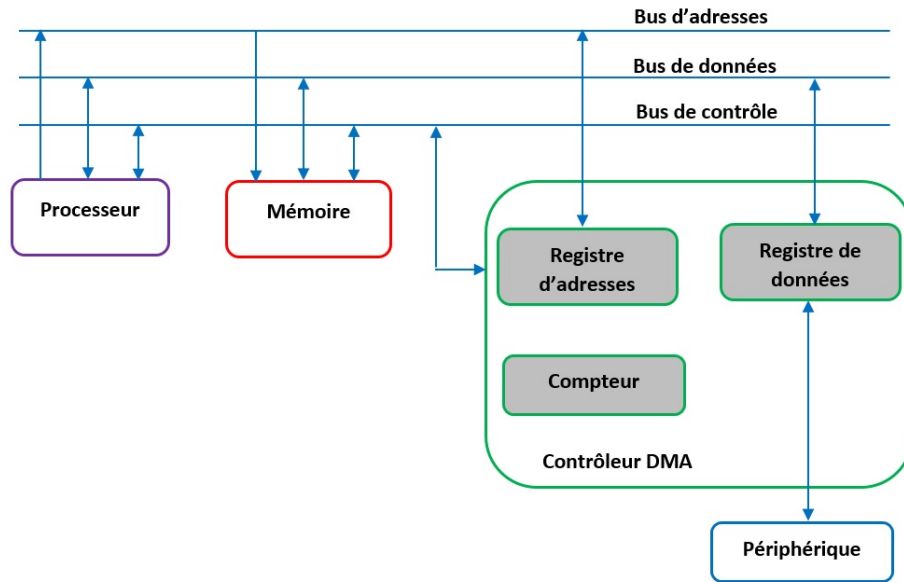 Bus d’adresses
Bus de données
Bus de contrôle
Processeur
Mémoire
Registre
d’adresses
Registre de
données
Compteur
Contrôleur DMA
Périphérique